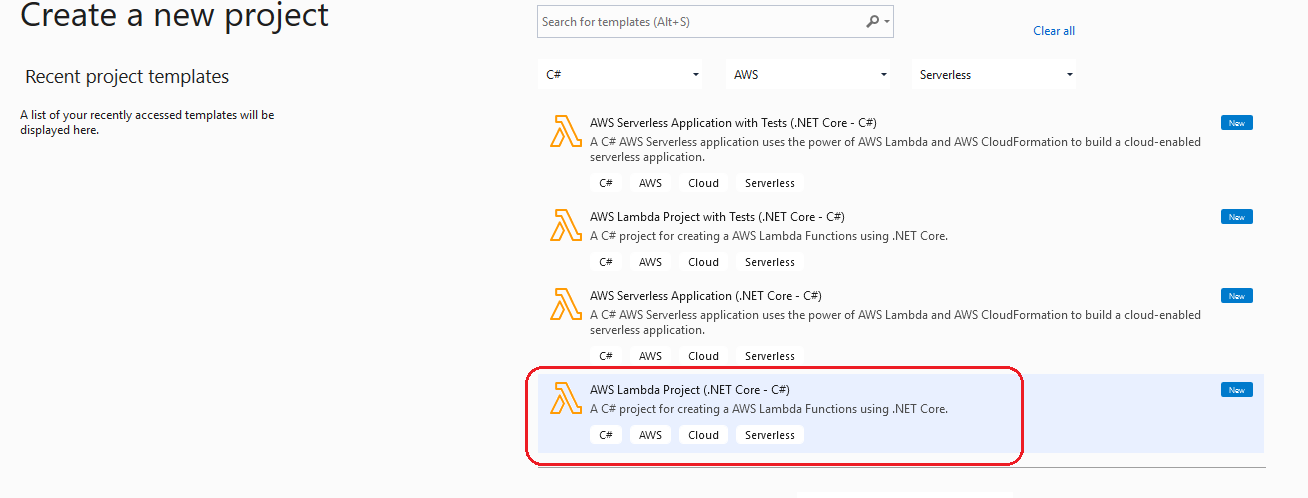 Create a new project
Search for templates (Alt+S)
Clear all
Recent project templates
C#
AWS
Serverless
A list of your recently accessed templates will be
displayed here.
AWS Serverless Application with Tests (.NET Core - C#)
New
A C# AWS Serverless application uses the power of AWS Lambda and AWS CloudFormation to build a cloud-enabled
serverless application.
C# AWS Cloud Serverless
AWS Lambda Project with Tests (.NET Core - C#)
New
A C# project for creating a AWS Lambda Functions using .NET Core.
C# AWS Cloud Serverless
AWS Serverless Application (.NET Core - C#)
New
A C# AWS Serverless application uses the power of AWS Lambda and AWS CloudFormation to build a cloud-enabled
serverless application.
C# AWS Cloud Serverless
AWS Lambda Project (.NET Core - C#)
New
A C# project for creating a AWS Lambda Functions using .NET Core.
C# AWS Cloud Serverless